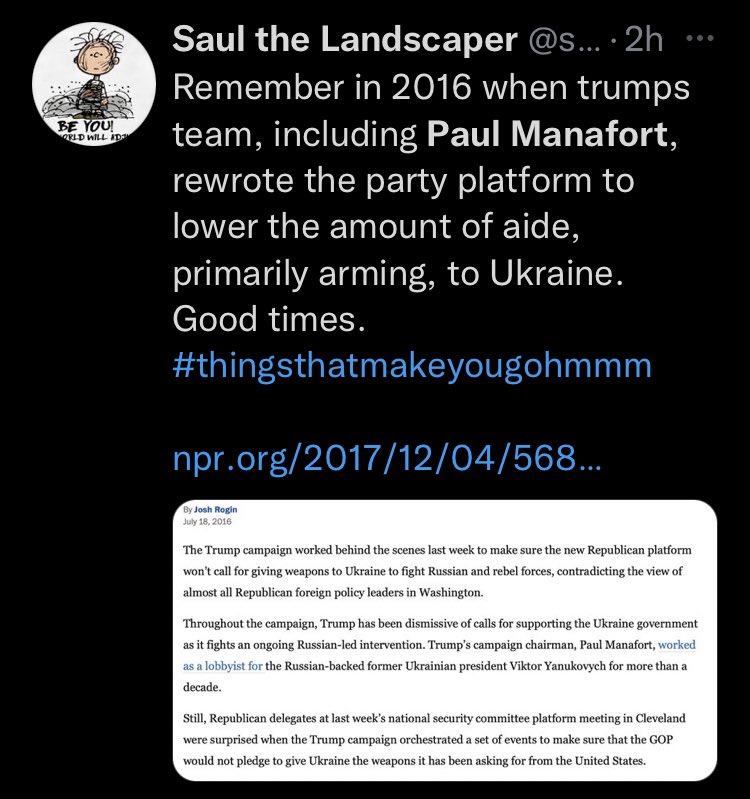 Saul the Landscaper @s... · 2h ...
Remember in 2016 when trumps
team, including Paul Manafort,
rewrote the party platform to
lower the amount of aide,
primarily arming, to Ukraine.
Good times.
#thingsthatmakeyougohmmm
npr.org/2017/12/04/568...
BE YOU!
By Josh Rogin
July 18, 2016
The Trump campaign worked behind the scenes last week to make sure the new Republican platform
won't call for giving weapons to Ukraine to fight Russian and rebel forces, contradicting the view of
almost all Republican foreign policy leaders in Washington.
Throughout the campaign, Trump has been dismissive of calls for supporting the Ukraine government
as it fights an ongoing Russian-led intervention. Trump's campaign chairman, Paul Manafort, worked
as a lobbyist for the Russian-backed former Ukrainian president Viktor Yanukovych for more than a
decade.
Still, Republican delegates at last week's national security committee platform meeting in Cleveland
were surprised when the Trump campaign orchestrated a set of events to make sure that the GOP
would not pledge to give Ukraine the weapons it has been asking for from the United States.